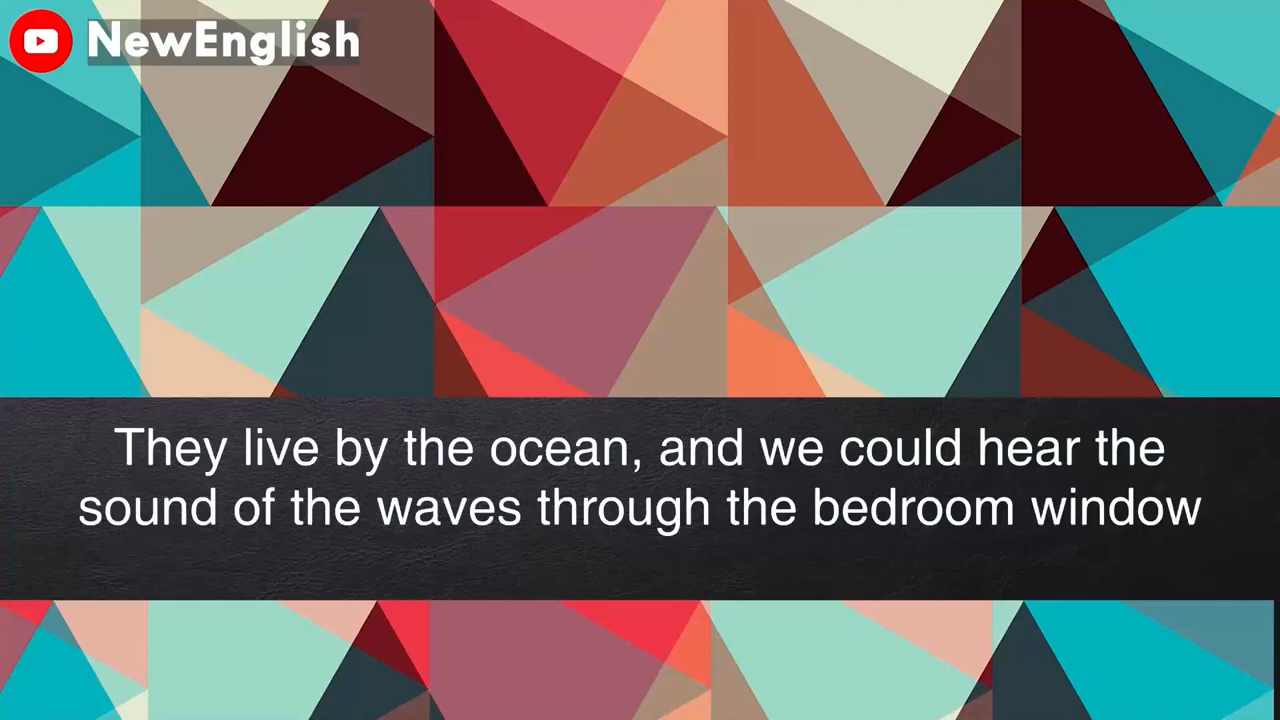 NewEnglish
They live by the ocean, and we could hear the
sound of the waves through the bedroom window